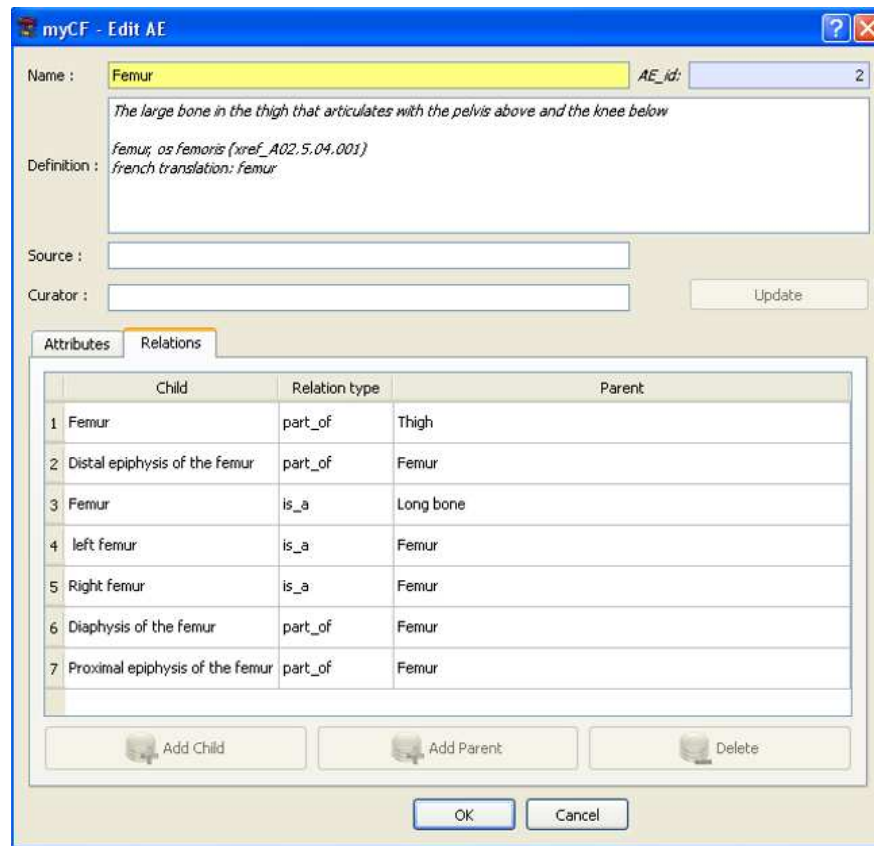 myCF - Edit AE
Name : Femur AE_id: 2
The large bone in the thigh that articulates with the pelvis above and the knee below
femur, os femoris {xref_A02.5.04.001}
Definition : french translation: femur
Source :
Curator : Update
Attributes Relations
Child Relation type Parent
1 Femur part_of Thigh
2 Distal epiphysis of the femur part_of Femur
3 Femur is_a Long bone
4 left femur is_a Femur
5 Right femur is_a Femur
6 Diaphysis of the femur part_of Femur
7 Proximal epiphysis of the femur part_of Femur
Add Child Add Parent Delete
OK Cancel